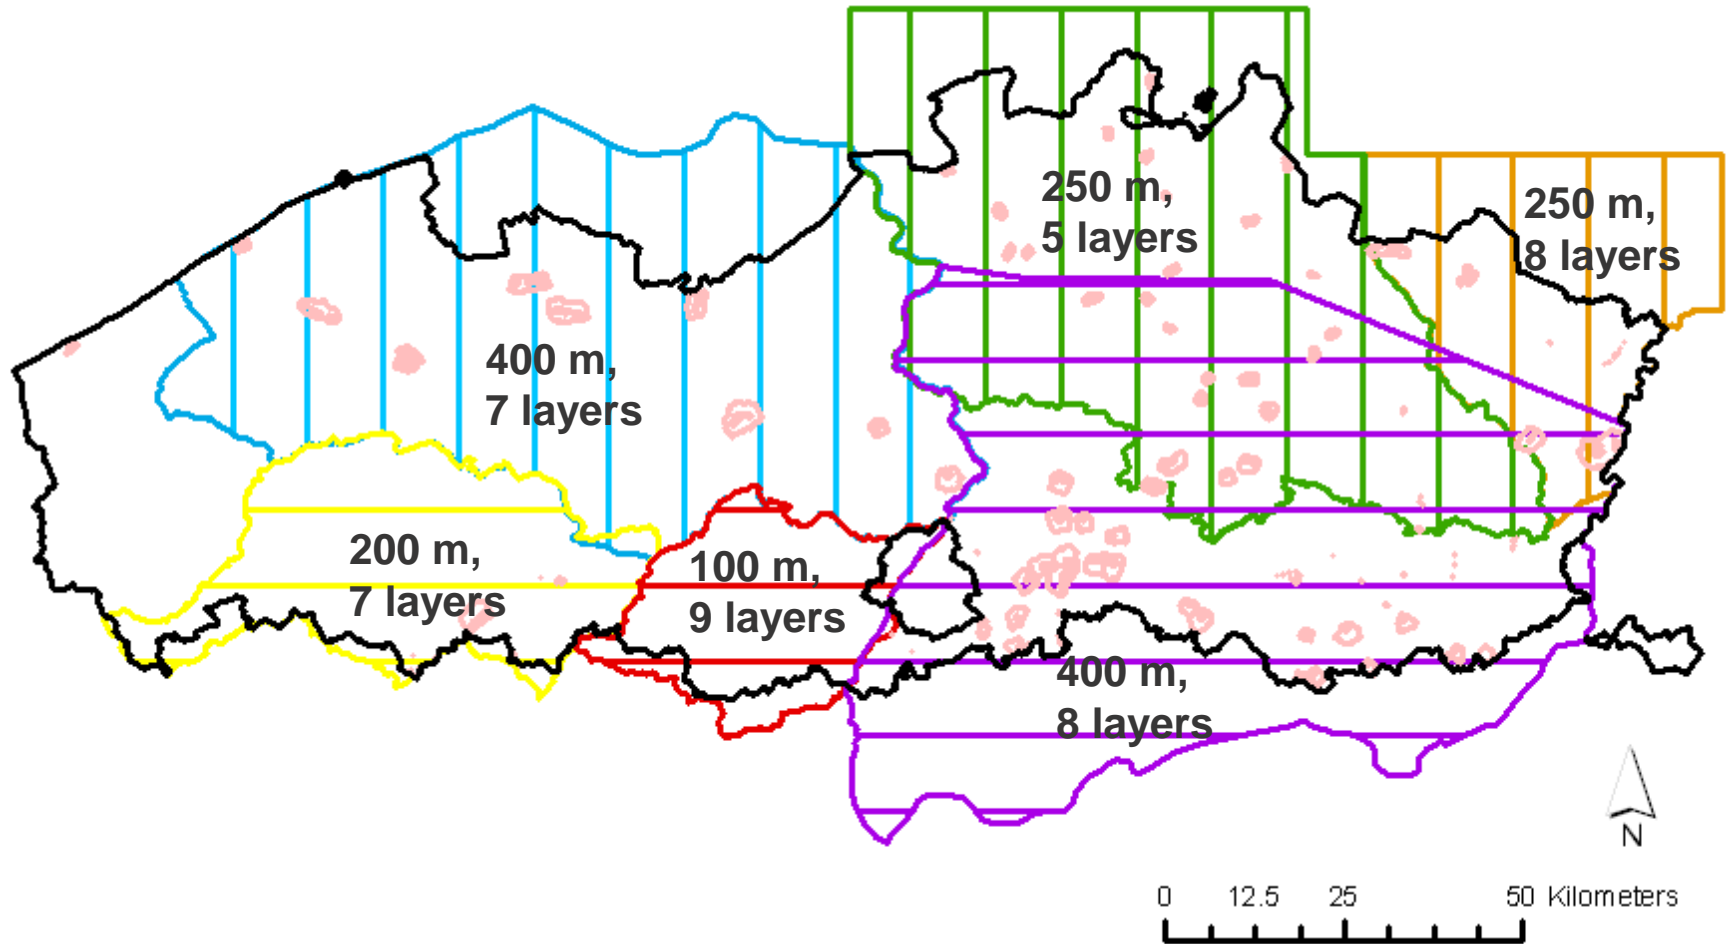 250 m,
5 layers
250 m,
8 layers
400 m,
7 layers
200 m,
7 layers
100 m,
9 layers
400 m,
8 layers
N
0 12.5 25 50 Kilometers